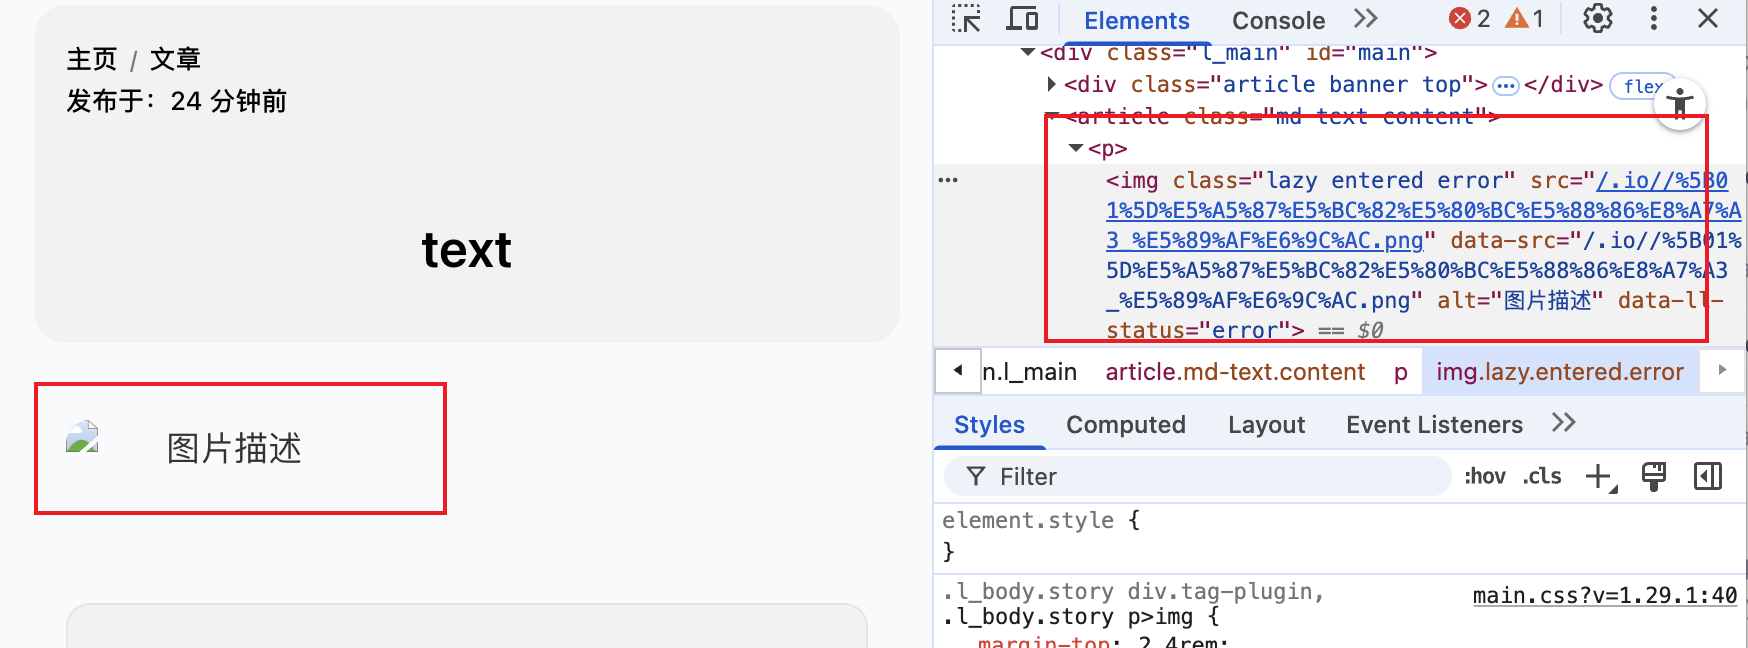 主页 / 文章
发布于：24 分钟前
text
图片描述
Elements Console 2 1
<div class="l_main" id="main">
<div class="article banner top"> </div> flex
<article class="md-text content">
<p>
<img class="lazy entered error" src="/.io//%5B0
1%5D%E5%A5%87%E5%BC%82%E5%80%BC%E5%88%86%E8%A7%A
3_%E5%89%AF%E6%9C%AC.png" data-src="/.io//%5B01%
5D%E5%A5%87%E5%BC%82%E5%80%BC%E5%88%86%E8%A7%A3
_%E5%89%AF%E6%9C%AC.png" alt="图片描述" data-ll-
status="error"> == $0
n.l_main article.md-text.content p img.lazy.entered.error
Styles Computed Layout Event Listeners
Filter :hov .cls
element.style {
}
.l_body.story div.tag-plugin, main.css?v=1.29.1:40
.l_body.story p>img {
margin-top: 2.4rem;